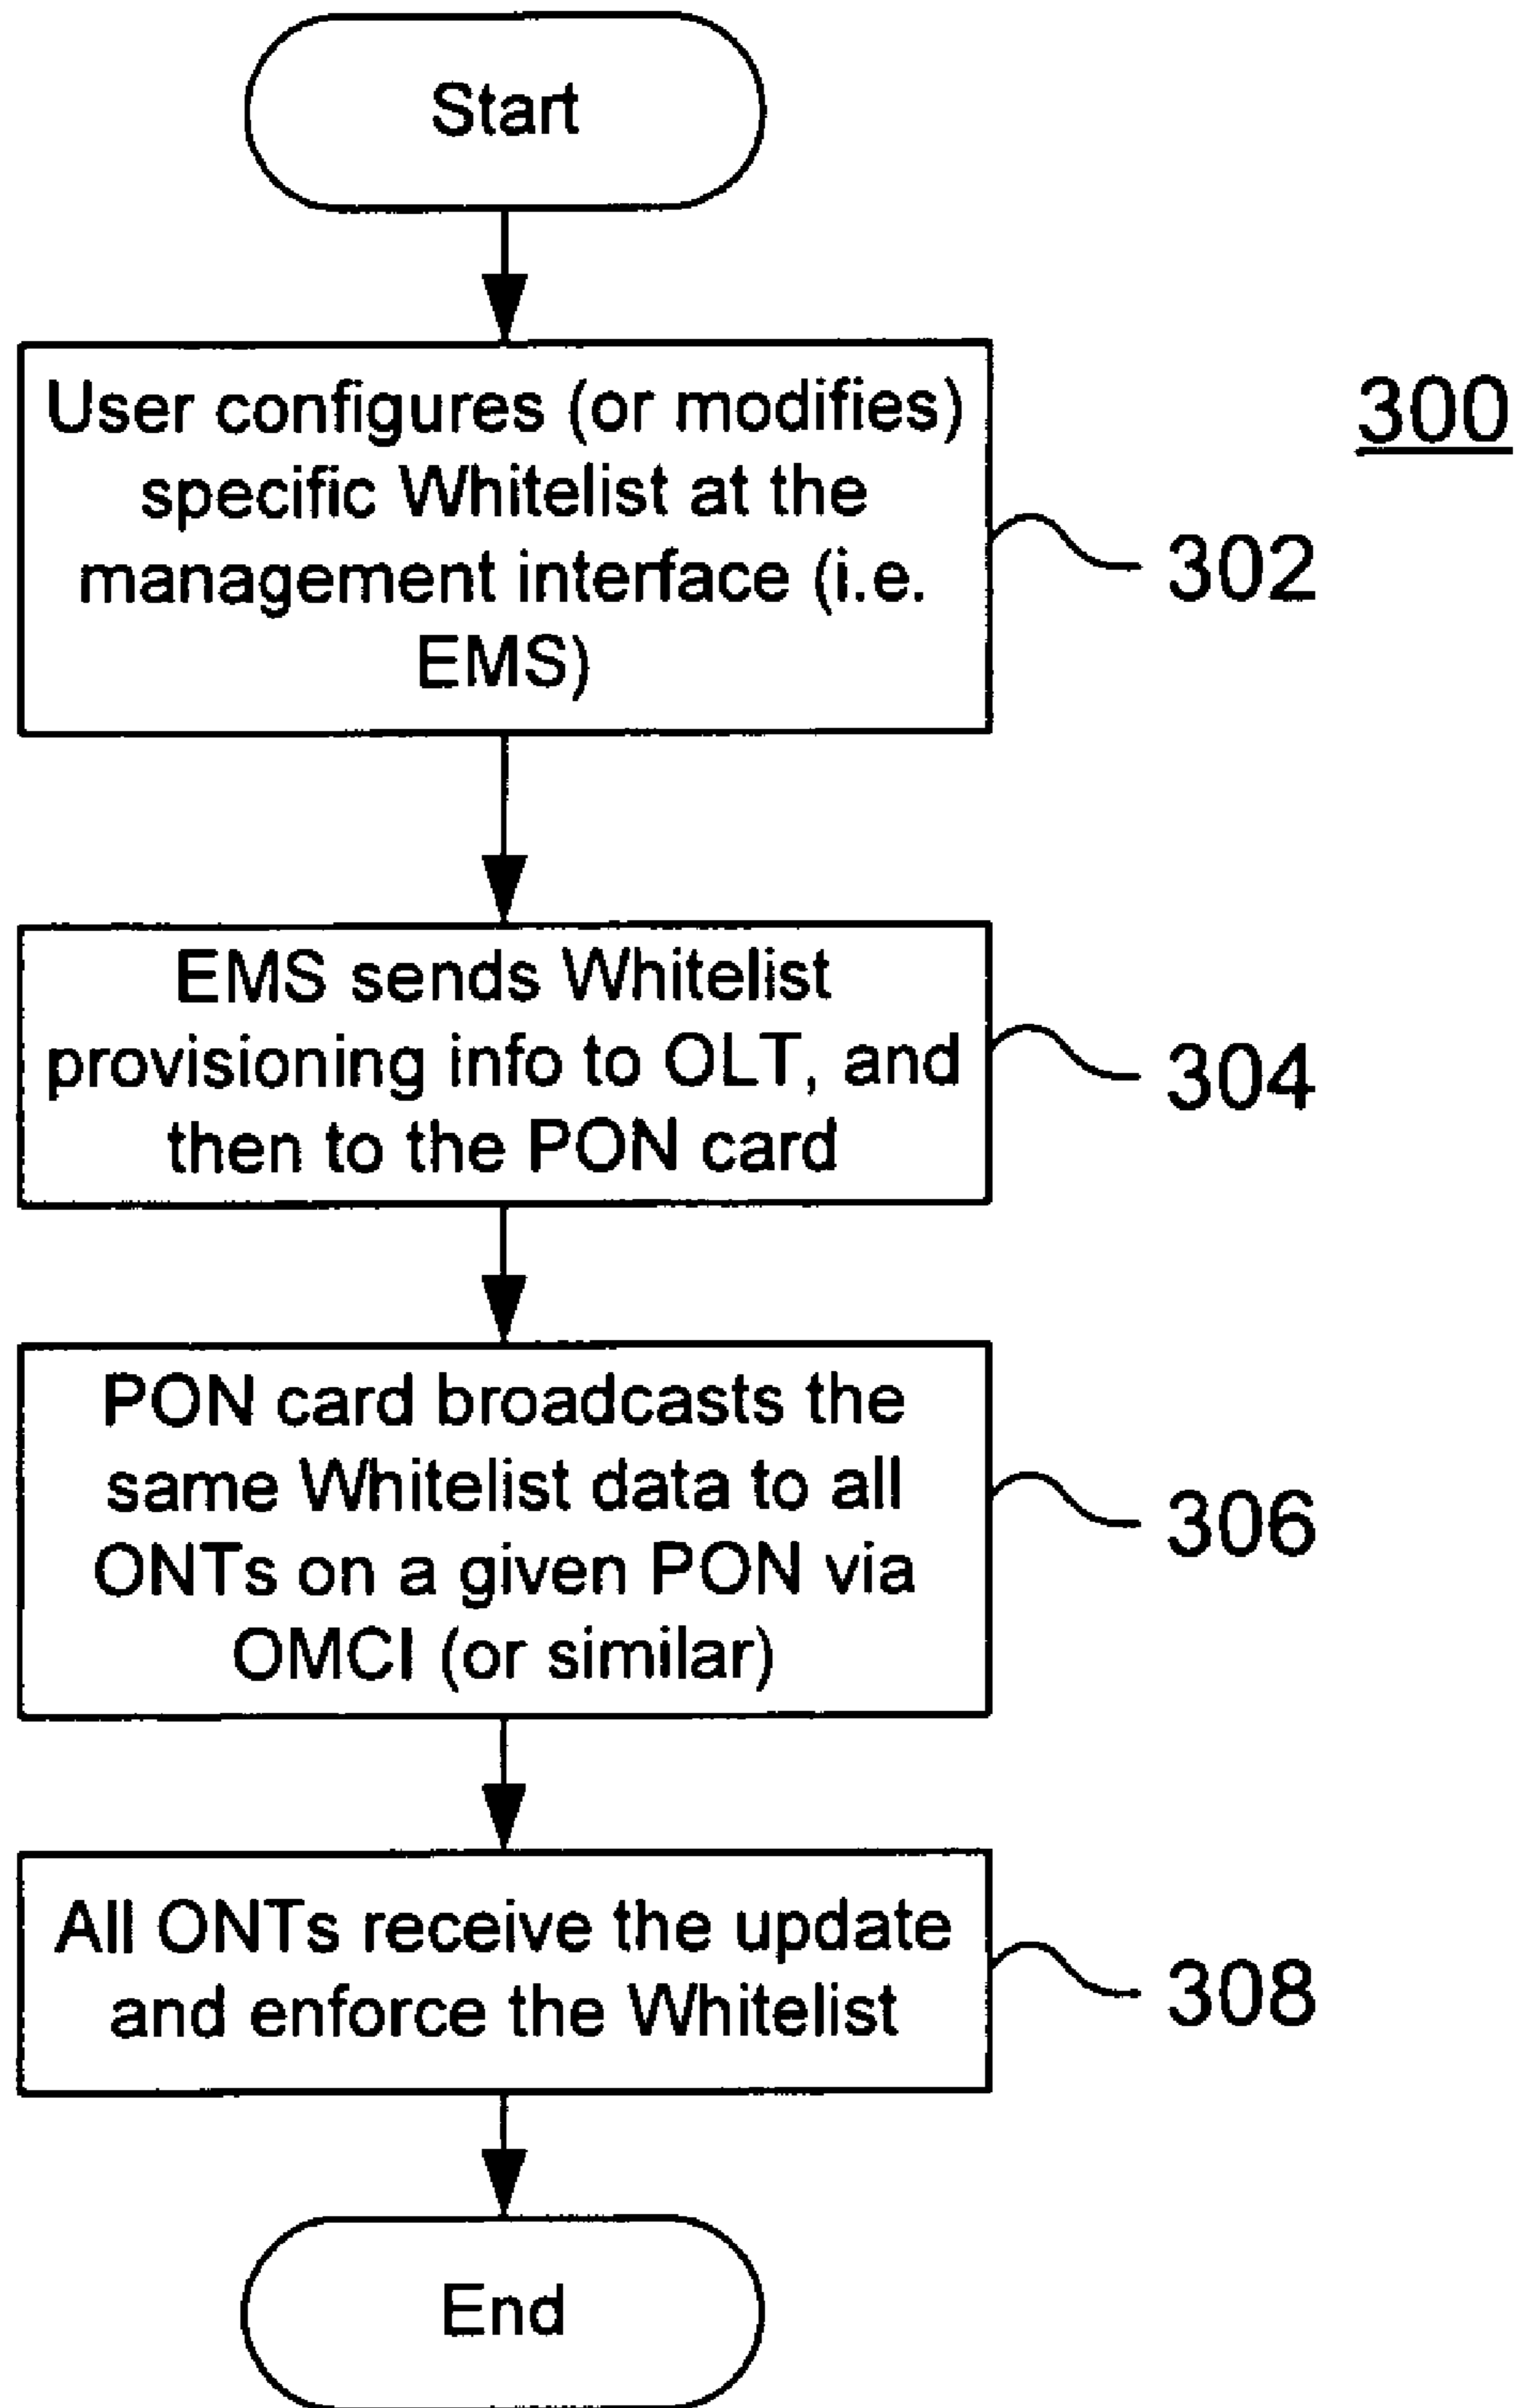 Start
300
User configures (or modifies)
specific Whitelist at the
management interface (i.e.
EMS)
302
EMS sends Whitelist
provisioning info to OLT, and
then to the PON card
304
PON card broadcasts the
same Whitelist data to all
ONTs on a given PON via
OMCI (or similar)
306
All ONTs receive the update
and enforce the Whitelist
308
End